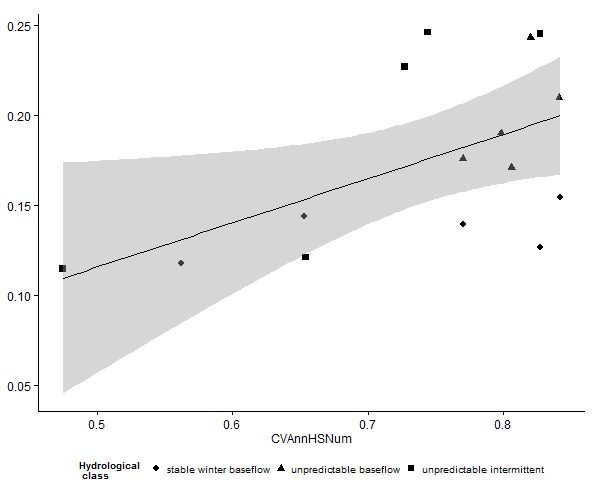 0.25
0.20
0.15
0.10
0.05
0.5 0.6 0.7 0.8
CVAnnHSNum
Hydrological
class
stable winter baseflow unpredictable baseflow unpredictable intermittent